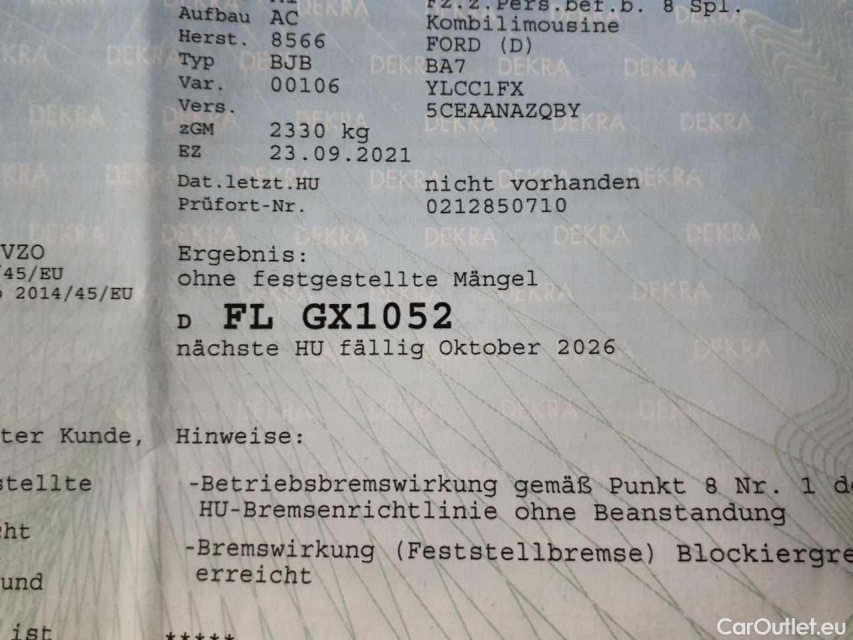 Fz.z.Pers.bef.b. 8 Spl.
Aufbau AC Kombilimousine
Herst. 8566 FORD (D)
Typ BJB BA7
Var. 00106 YLCC1FX
Vers. 5CEAANAZQBY
zGM 2330 kg
EZ 23.09.2021
Dat.letzt.HU nicht vorhanden
Prüfort-Nr. 0212850710
VZO
45/EU
2014/45/EU
Ergebnis:
ohne festgestellte Mängel
D FL GX1052
nächste HU fällig Oktober 2026
ter Kunde,
Hinweise:
stellte
-Betriebsbremswirkung gemäß Punkt 8 Nr. 1 de
HU-Bremsenrichtlinie ohne Beanstandung
ht
-Bremswirkung (Feststellbremse) Blockiergre
erreicht
und
ist
*****
DEKRA
CarOutlet.eu